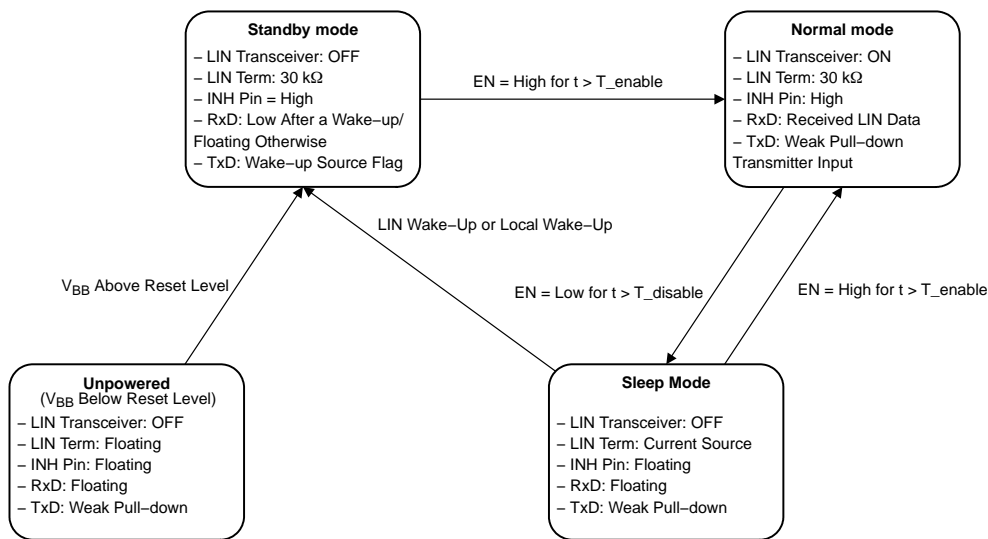 Standby mode
– LIN Transceiver: OFF
– LIN Term: 30 kΩ
– INH Pin = High
– RxD: Low After a Wake−up/
Floating Otherwise
– TxD: Wake−up Source Flag
EN = High for t > T_enable
Normal mode
– LIN Transceiver: ON
– LIN Term: 30 kΩ
– INH Pin: High
– RxD: Received LIN Data
– TxD: Weak Pull−down
Transmitter Input
LIN Wake−Up or Local Wake−Up
VBB Above Reset Level
EN = Low for t > T_disable
EN = High for t > T_enable
Unpowered
(VBB Below Reset Level)
– LIN Transceiver: OFF
– LIN Term: Floating
– INH Pin: Floating
– RxD: Floating
– TxD: Weak Pull−down
Sleep Mode
– LIN Transceiver: OFF
– LIN Term: Current Source
– INH Pin: Floating
– RxD: Floating
– TxD: Weak Pull−down